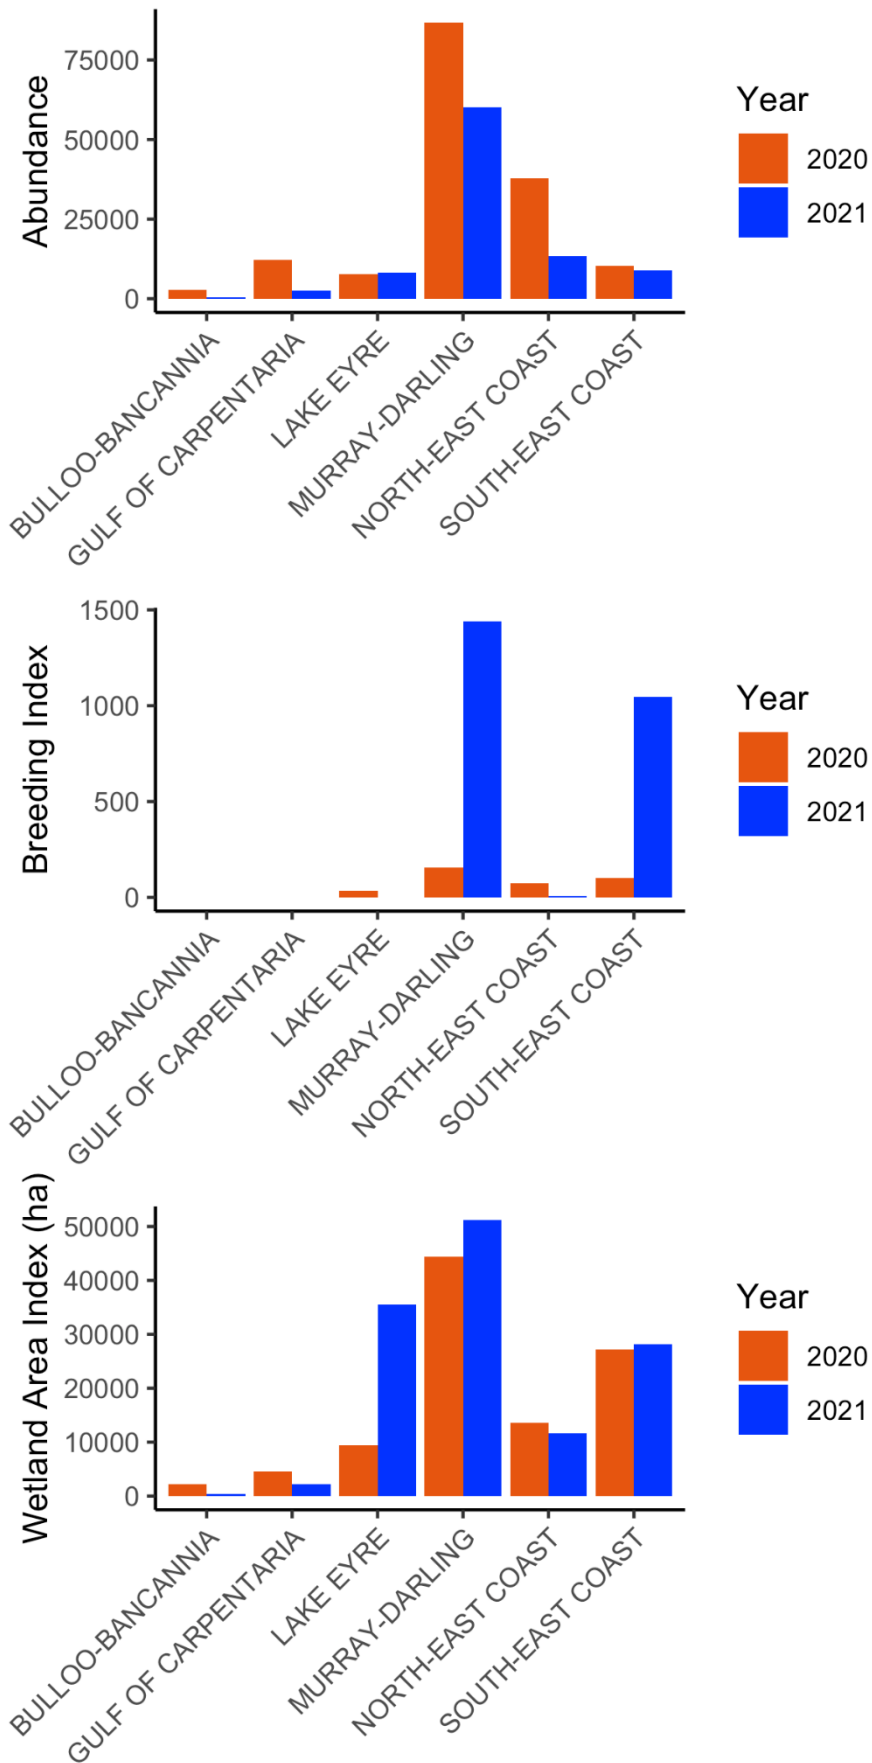 Abundance
75000
50000
25000
0
BULLOO-BANCANNIA
GULF OF CARPENTARIA
LAKE EYRE
MURRAY-DARLING
NORTH-EAST COAST
SOUTH-EAST COAST
Year
2020
2021
Breeding Index
1500
1000
500
0
BULLOO-BANCANNIA
GULF OF CARPENTARIA
LAKE EYRE
MURRAY-DARLING
NORTH-EAST COAST
SOUTH-EAST COAST
Year
2020
2021
Wetland Area Index (ha)
50000
40000
30000
20000
10000
0
BULLOO-BANCANNIA
GULF OF CARPENTARIA
LAKE EYRE
MURRAY-DARLING
NORTH-EAST COAST
SOUTH-EAST COAST
Year
2020
2021